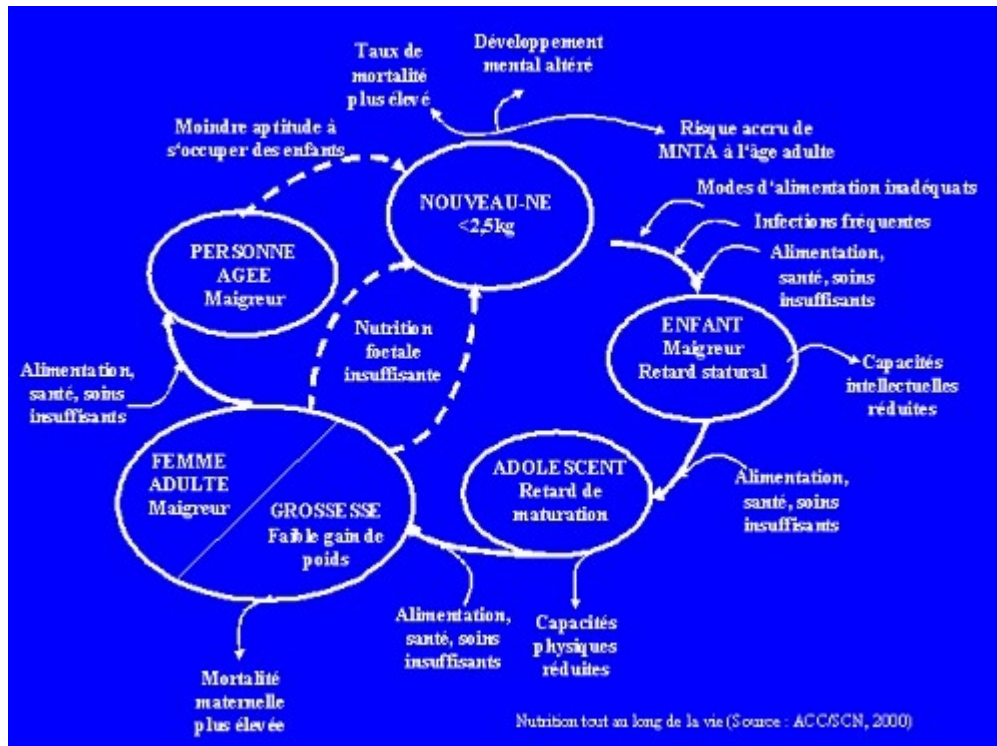 Taux de
mortalité
plus élevé
Développement
mental altéré
Risque accru de
MNTA à l'âge adulte
Moindre aptitude à
s'occuper des enfants
NOUVEAU-NE
<2,5kg
Modes d'alimentation inadéquats
Infections fréquentes
Alimentation,
santé, soins
insuffisants
PERSONNE
AGEE
Maigreur
ENFANT
Maigreur
Retard statural
Nutrition
foetale
insuffisante
Capacités
intellectuelles
réduites
Alimentation,
santé, soins
insuffisants
FEMME
ADULTE
Maigreur
GROSSESSE
Faible gain de
poids
ADOLESCENT
Retard de
maturation
Alimentation,
santé, soins
insuffisants
Alimentation,
santé, soins
insuffisants
Capacités
physiques
réduites
Mortalité
maternelle
plus élevée
Nutrition tout au long de la vie (Source : ACC/SCN, 2000)